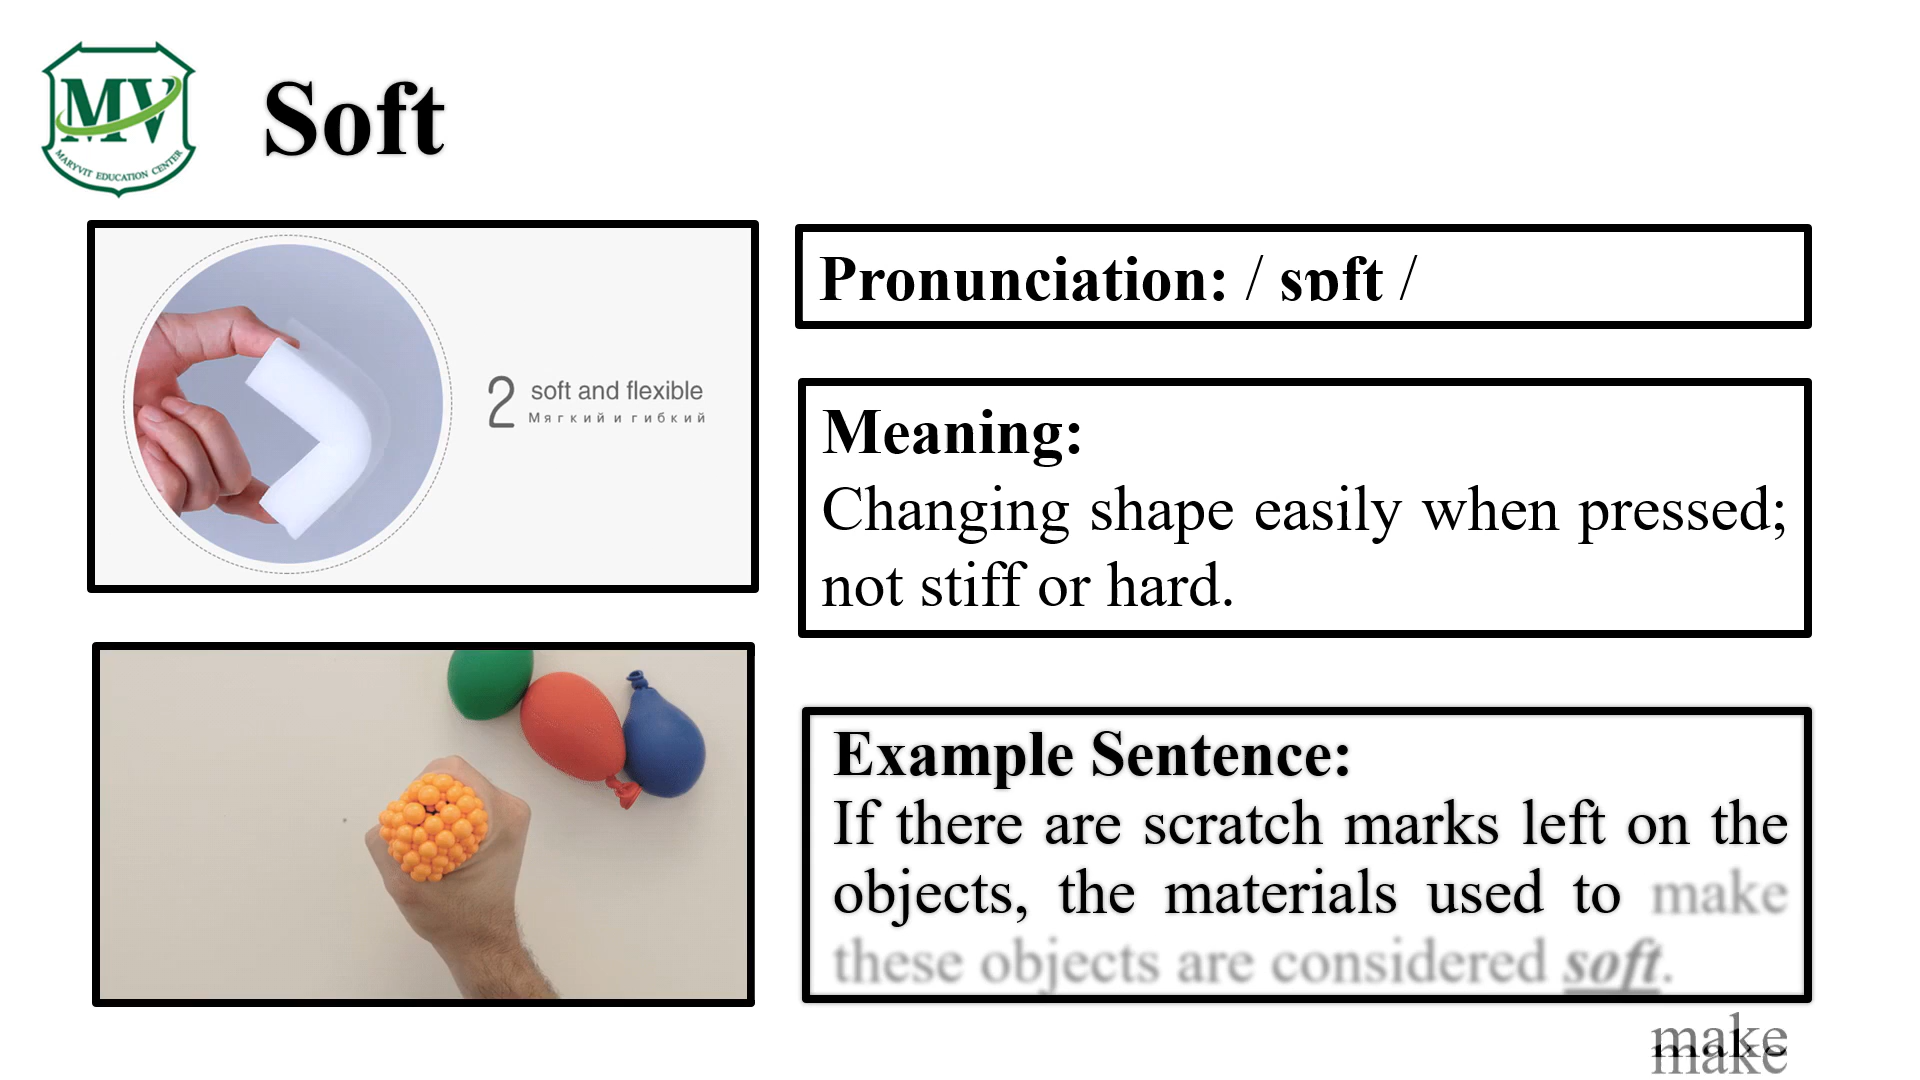 MV
MARYVIT EDUCATION CENTER
Soft
2 soft and flexible
Мягкий и гибкий
Pronunciation: / sɒft /
Meaning:
Changing shape easily when pressed;
not stiff or hard.
Example Sentence:
If there are scratch marks left on the
objects, the materials used to make
these objects are considered soft.
make
make